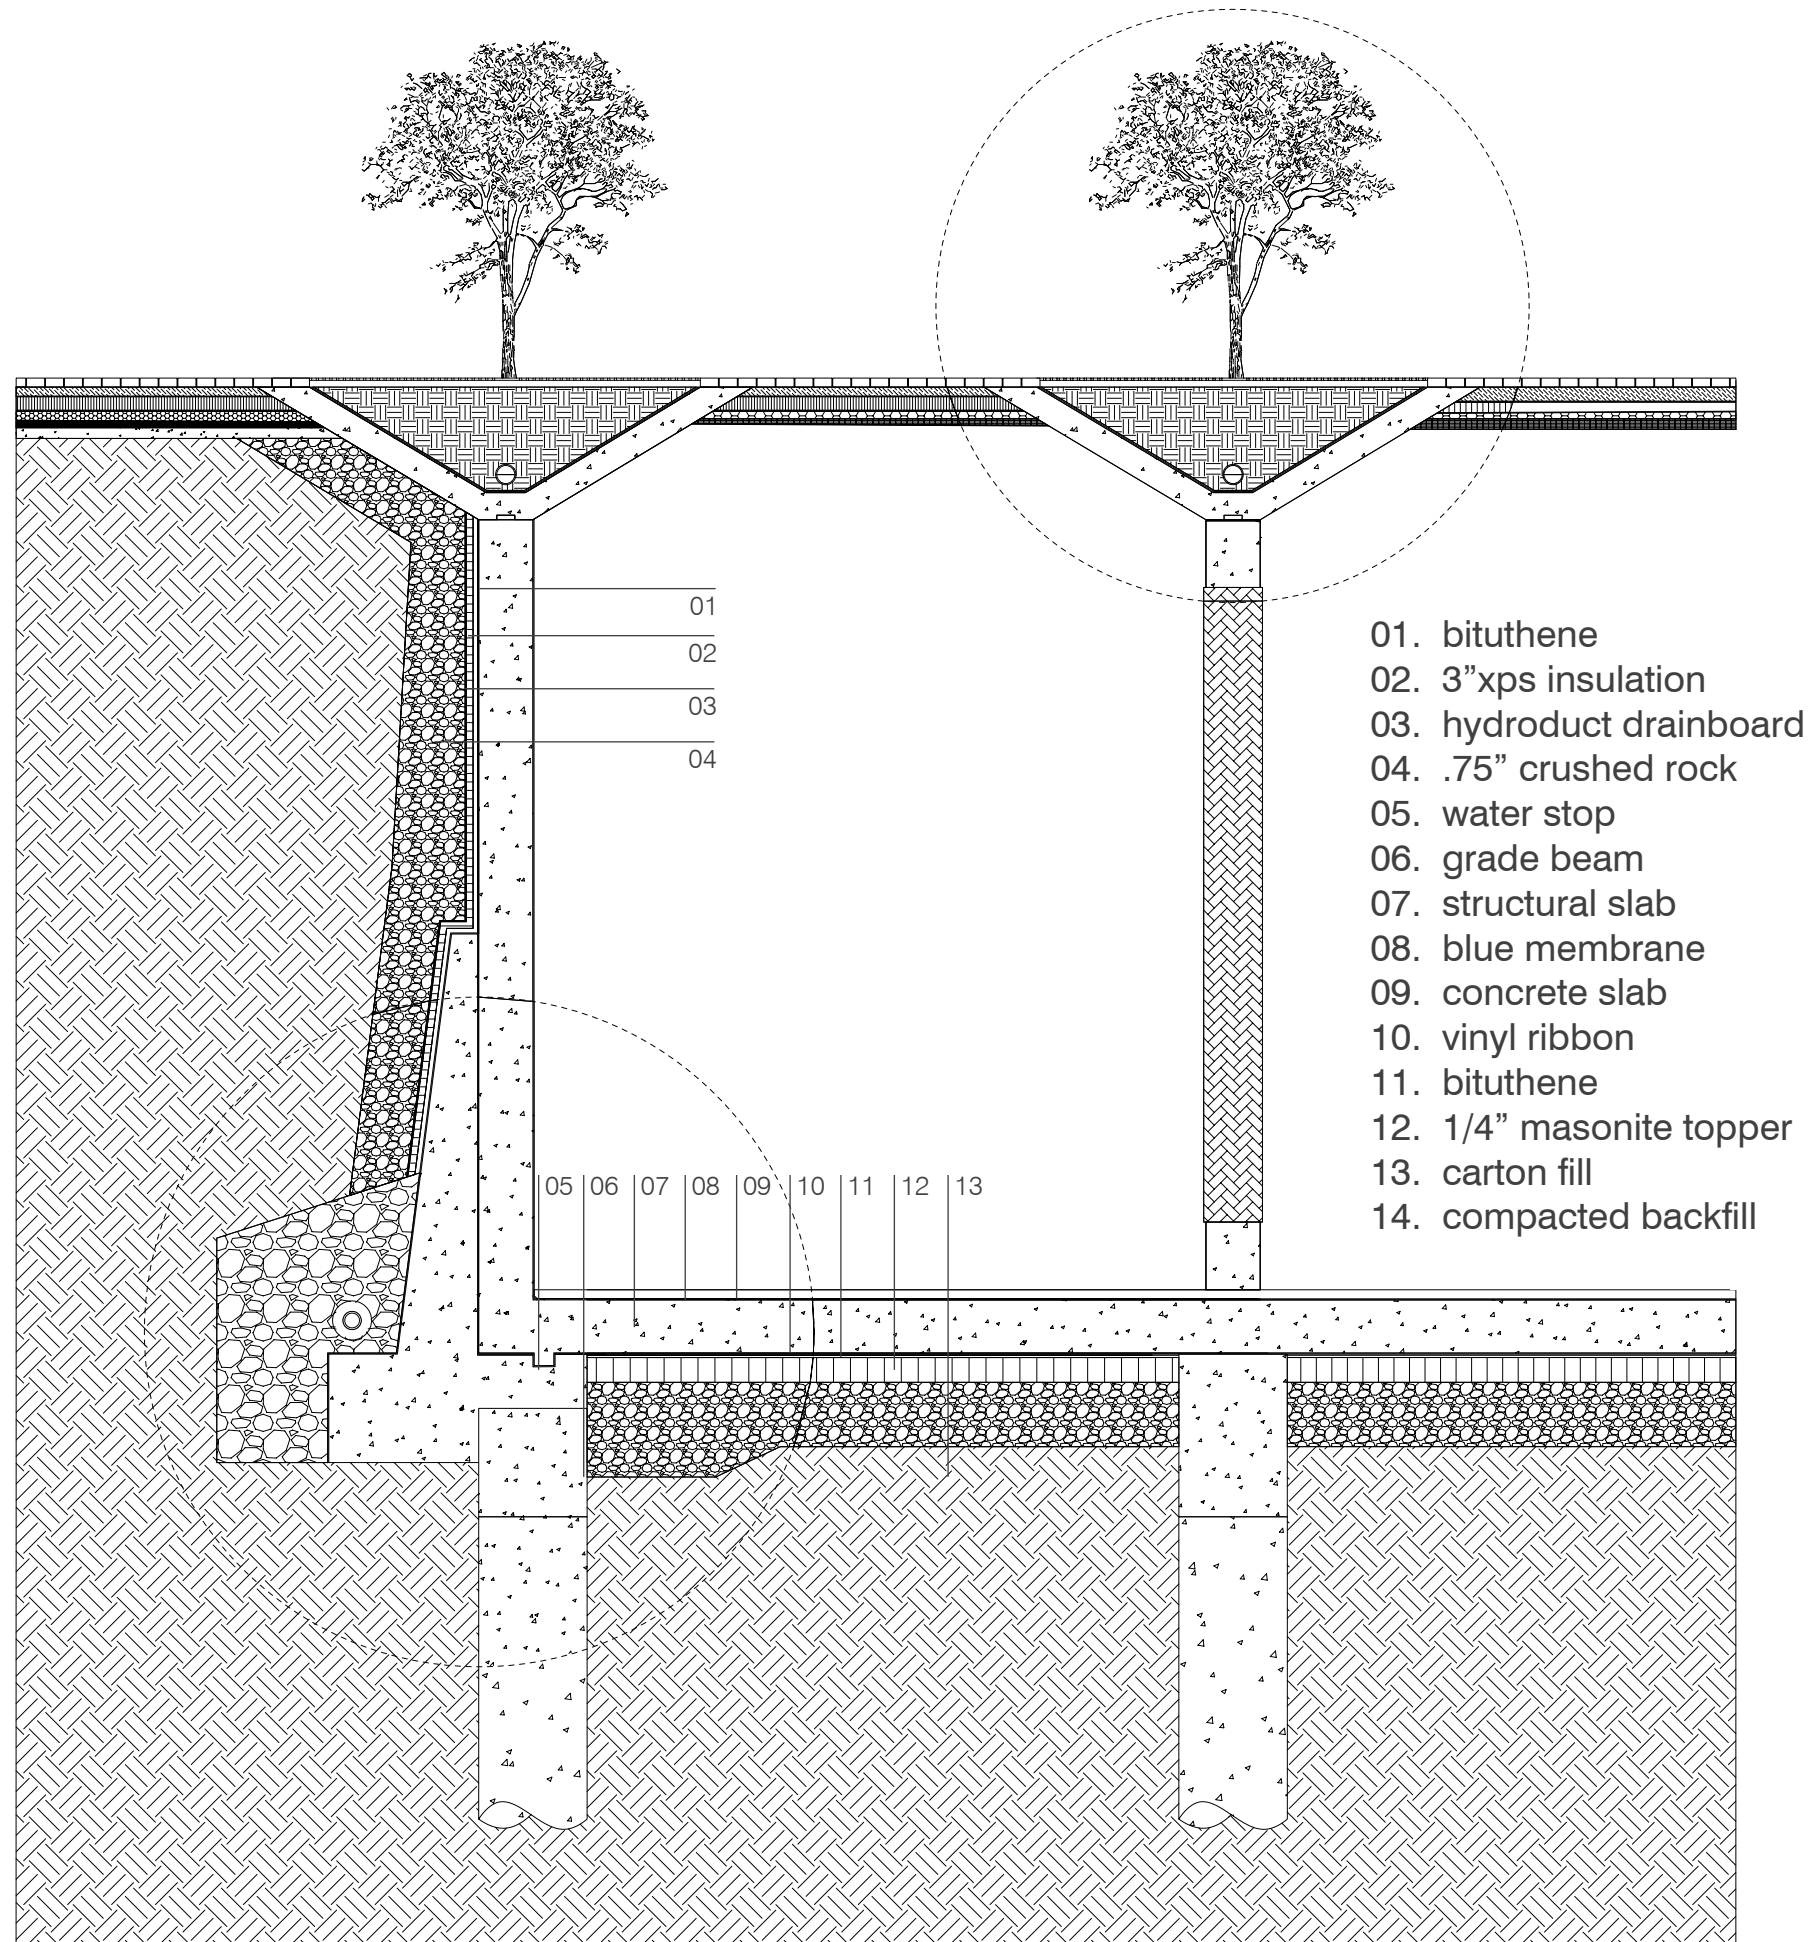 01
02
03
04
01. bituthene
02. 3”xps insulation
03. hydroduct drainboard
04. .75” crushed rock
05. water stop
06. grade beam
07. structural slab
08. blue membrane
09. concrete slab
10. vinyl ribbon
11. bituthene
12. 1/4” masonite topper
13. carton fill
14. compacted backfill
05 06 07 08 09 10 11 12 13